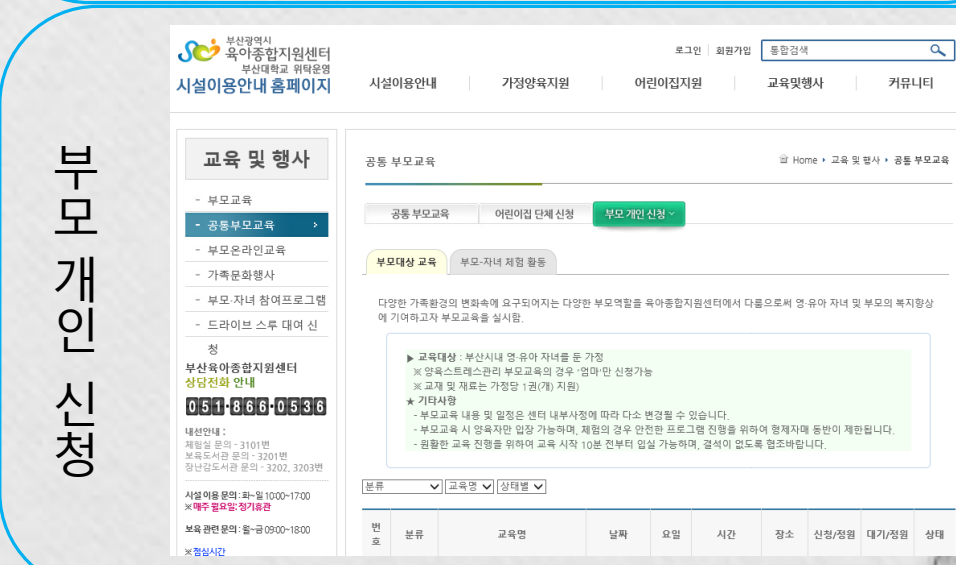 부모 개인 신청
부산광역시
육아종합지원센터
부산대학교 위탁운영
시설이용안내 홈페이지
로그인 회원가입 통합검색
시설이용안내 가정양육지원 어린이집지원 교육및행사 커뮤니티
교육 및 행사
- 부모교육
- 공통부모교육 >
- 부모온라인교육
- 가족문화행사
- 부모·자녀 참여프로그램
- 드라이브 스루 대여 신
청
부산육아종합지원센터
상담전화 안내
051·866·0536
내선안내 :
체험실 문의 - 3101번
보육도서관 문의 - 3201번
장난감도서관 문의 - 3202, 3203번
시설 이용 문의 : 화~일 10:00~17:00
※매주 월요일: 정기휴관
보육 관련 문의 : 월~금 09:00~18:00
※점심시간
공통 부모교육
Home 교육 및 행사 공통 부모교육
공통 부모교육 어린이집 단체 신청 부모 개인 신청
부모대상 교육 부모-자녀 체험 활동
다양한 가족환경의 변화속에 요구되어지는 다양한 부모역할을 육아종합지원센터에서 다룸으로써 영·유아 자녀 및 부모의 복지향상
에 기여하고자 부모교육을 실시함.
▶ 교육대상 : 부산시내 영·유아 자녀를 둔 가정
※ 양육스트레스관리 부모교육의 경우 '엄마'만 신청가능
※ 교재 및 재료는 가정당 1권(개) 지원)
★ 기타사항
- 부모교육 내용 및 일정은 센터 내부사정에 따라 다소 변경될 수 있습니다.
- 부모교육 시 양육자만 입장 가능하며, 체험의 경우 안전한 프로그램 진행을 위하여 형제자매 동반이 제한됩니다.
- 원활한 교육 진행을 위하여 교육 시작 10분 전부터 입실 가능하며, 결석이 없도록 협조바랍니다.
분류 교육명 상태별
번호 분류 교육명 날짜 요일 시간 장소 신청/정원 대기/정원 상태